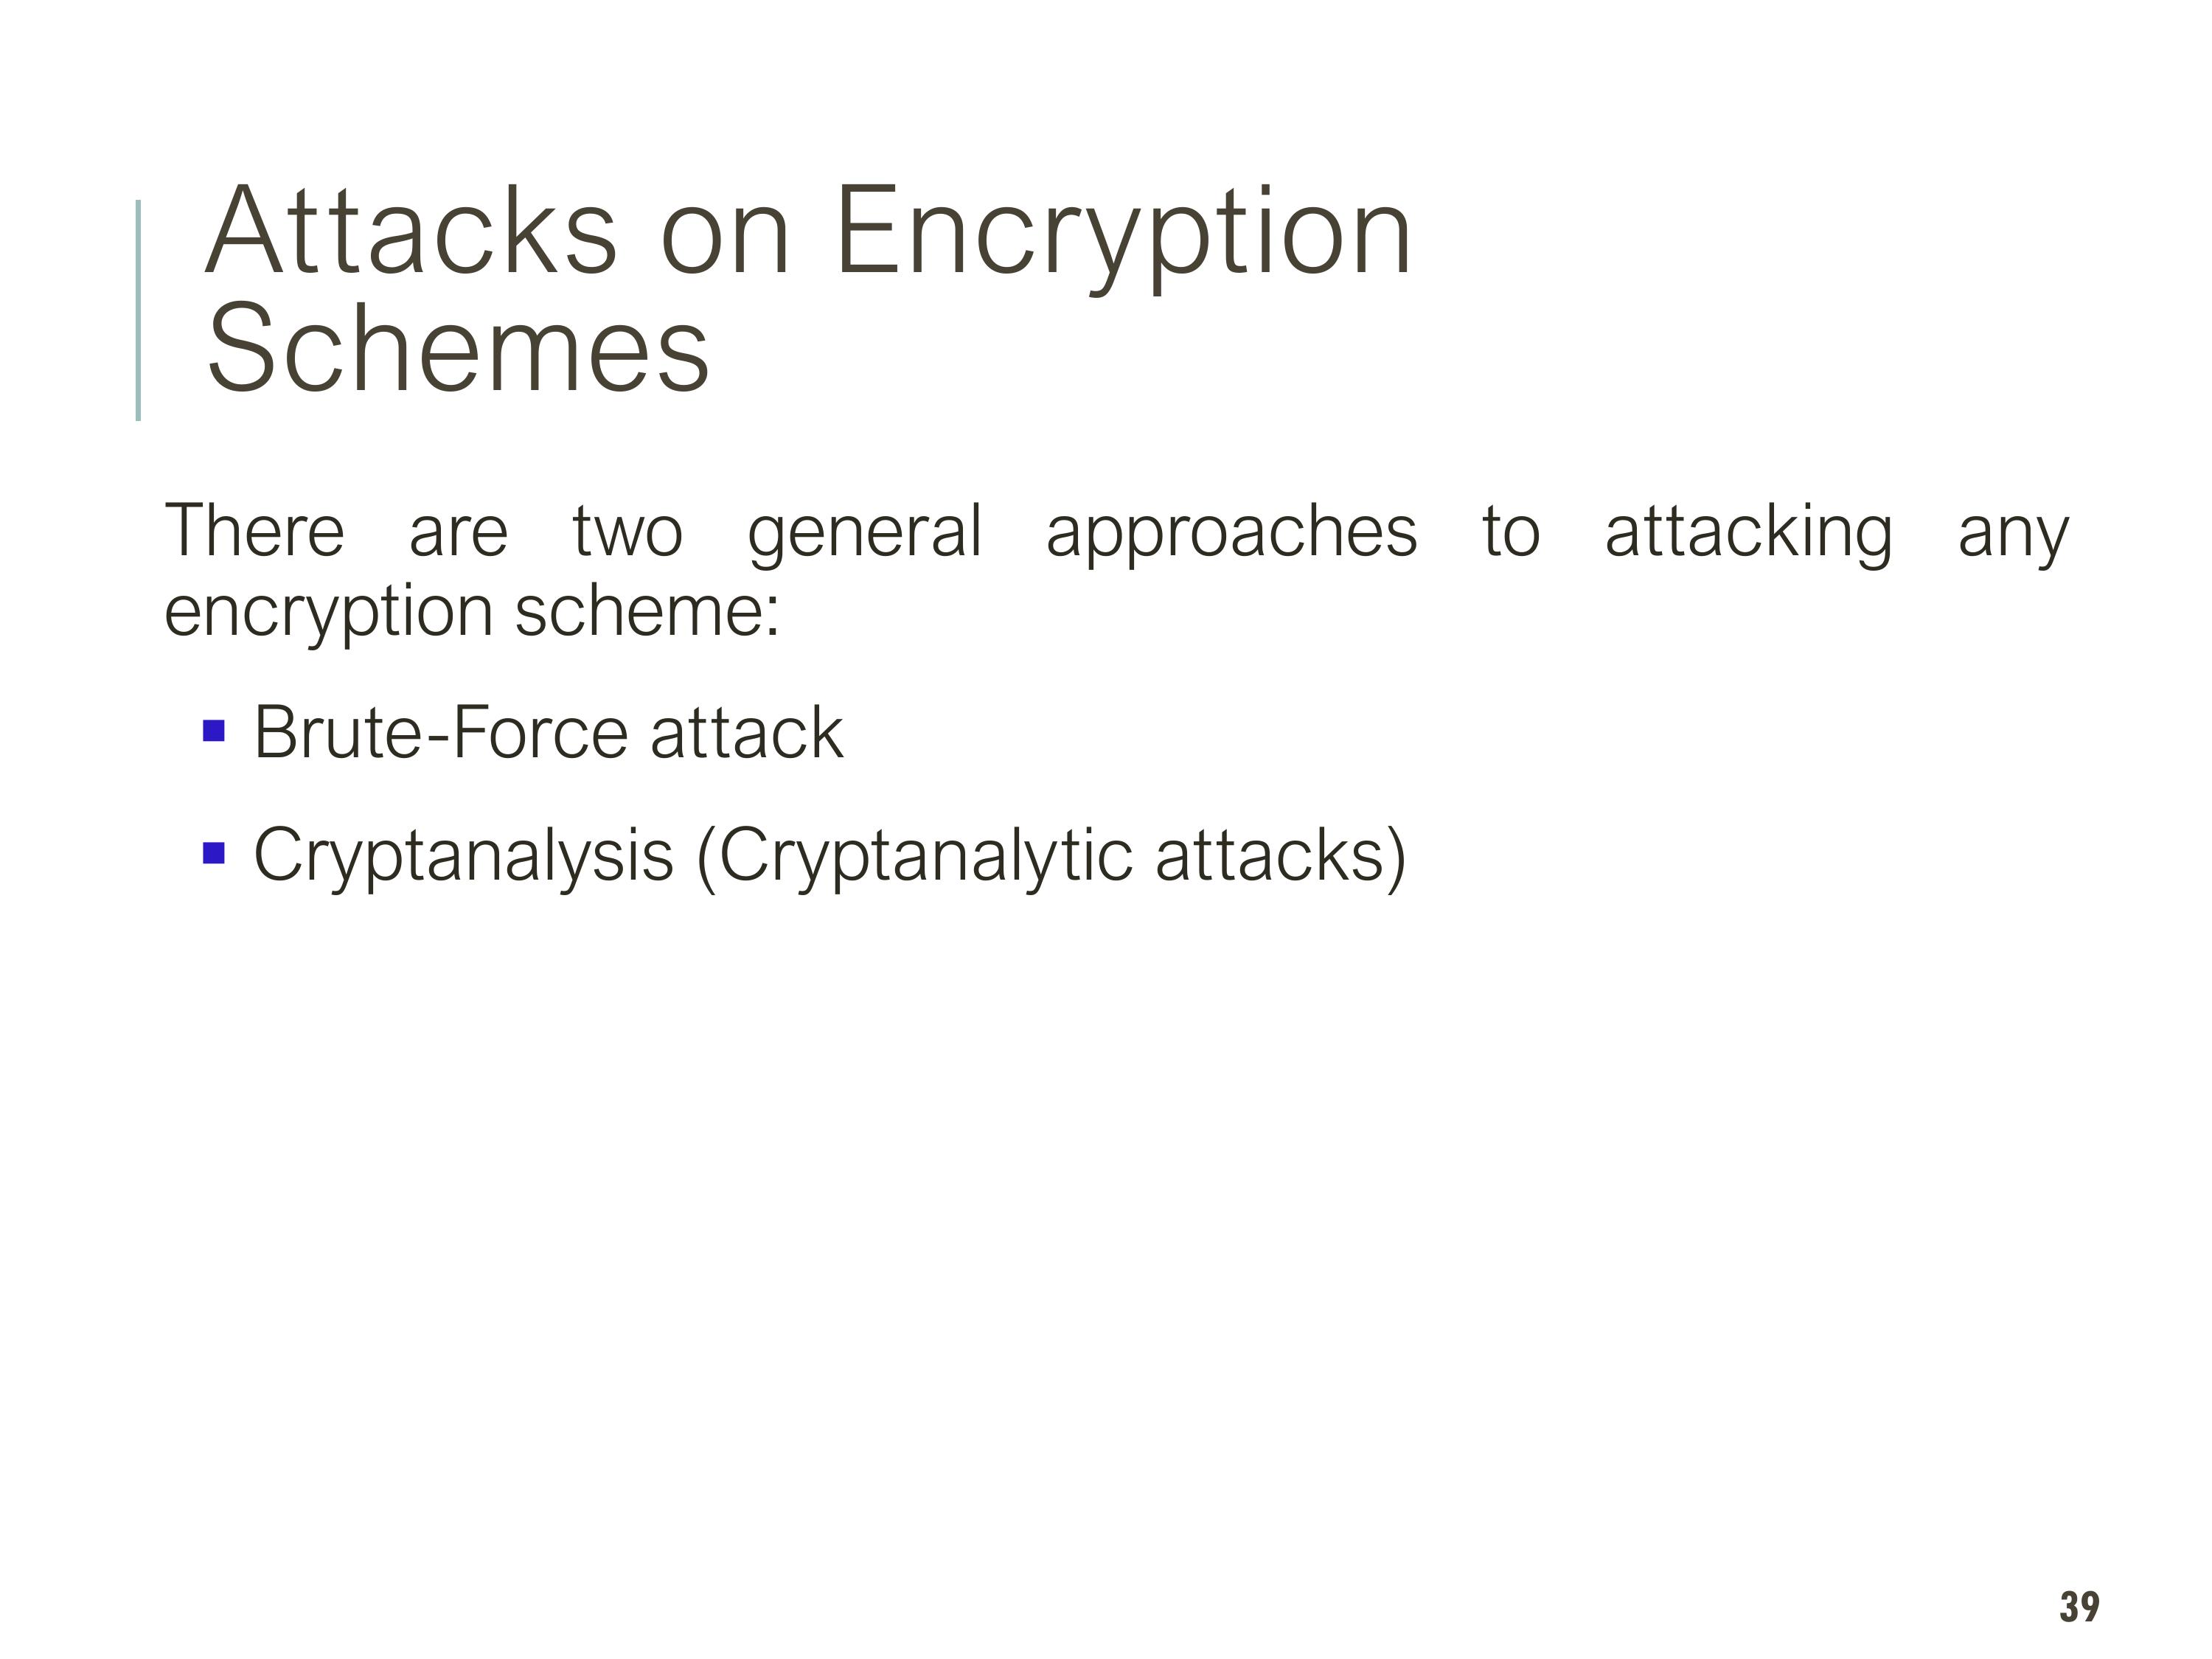 Attacks on Encryption
Schemes
There are two general approaches to attacking any
encryption scheme:
▪ Brute-Force attack
▪ Cryptanalysis (Cryptanalytic attacks)
39